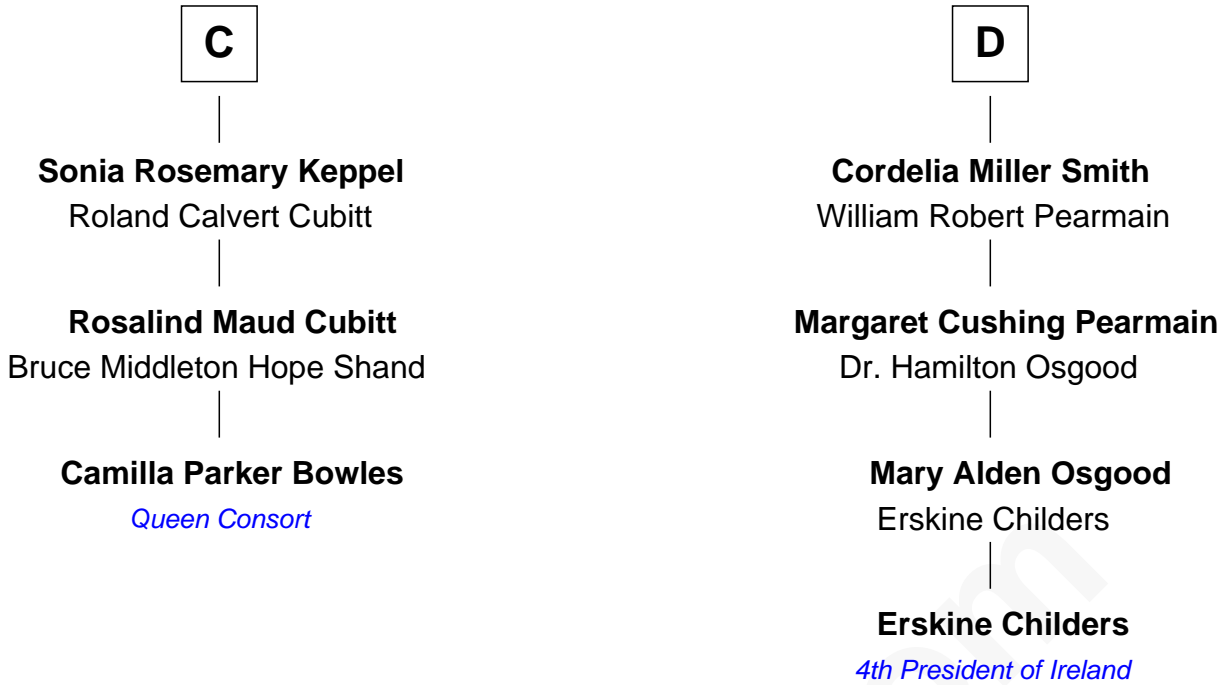 C
Sonia Rosemary Keppel
Roland Calvert Cubitt
Rosalind Maud Cubitt
Bruce Middleton Hope Shand
Camilla Parker Bowles
Queen Consort
D
Cordelia Miller Smith
William Robert Pearmain
Margaret Cushing Pearmain
Dr. Hamilton Osgood
Mary Alden Osgood
Erskine Childers
Erskine Childers
4th President of Ireland